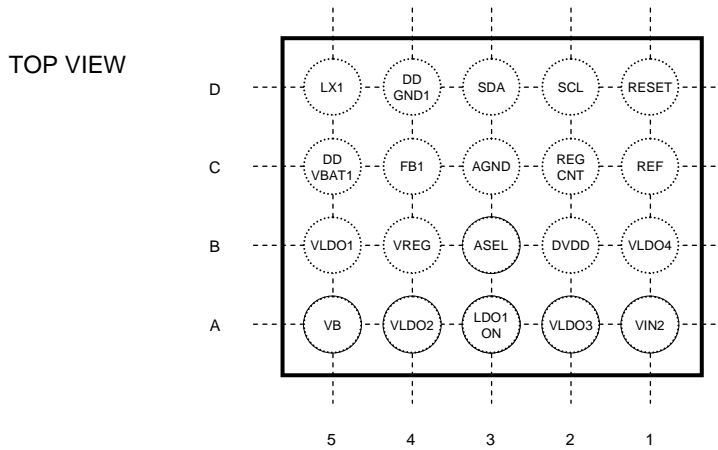 TOP VIEW
D LX1 DD GND1 SDA SCL RESET
C DD VBAT1 FB1 AGND REG CNT REF
B VLDO1 VREG ASEL DVDD VLDO4
A VB VLDO2 LDO1 ON VLDO3 VIN2
5 4 3 2 1